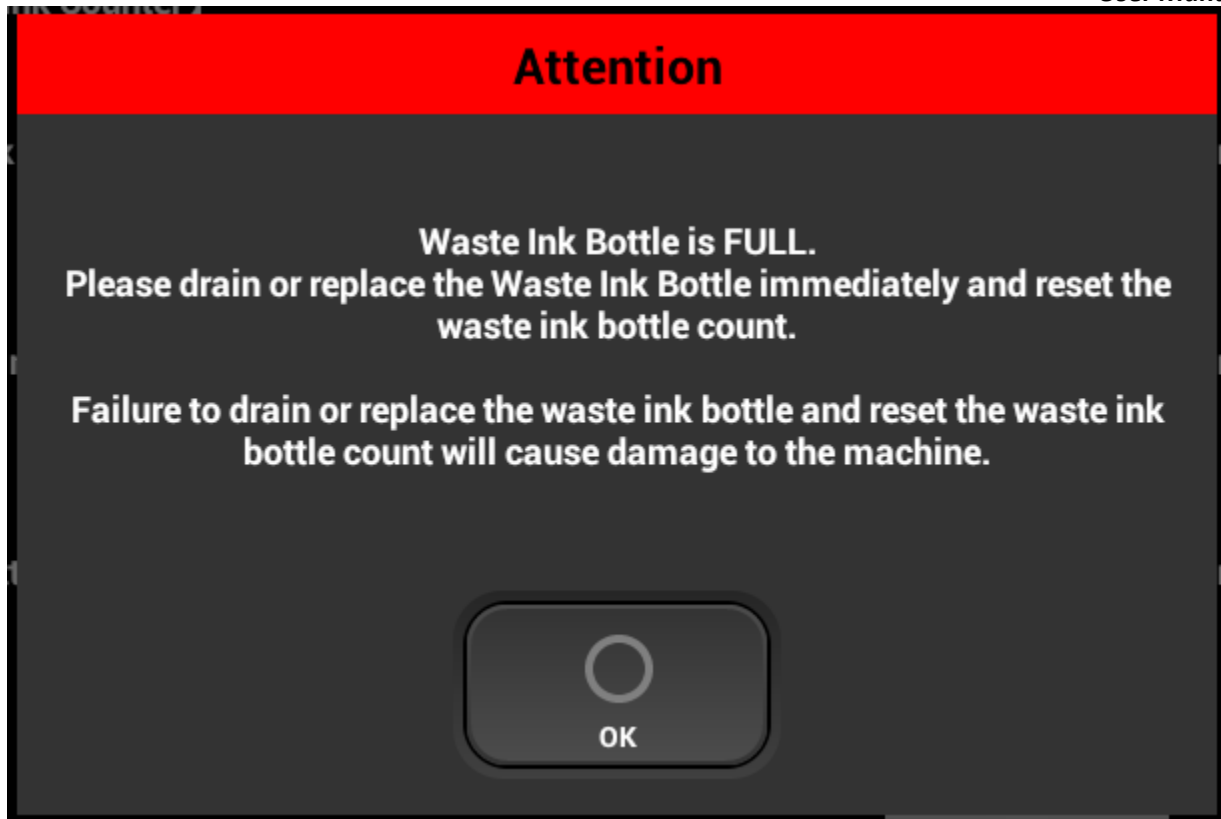 Attention
Waste Ink Bottle is FULL.
Please drain or replace the Waste Ink Bottle immediately and reset the
waste ink bottle count.
Failure to drain or replace the waste ink bottle and reset the waste ink
bottle count will cause damage to the machine.
OK